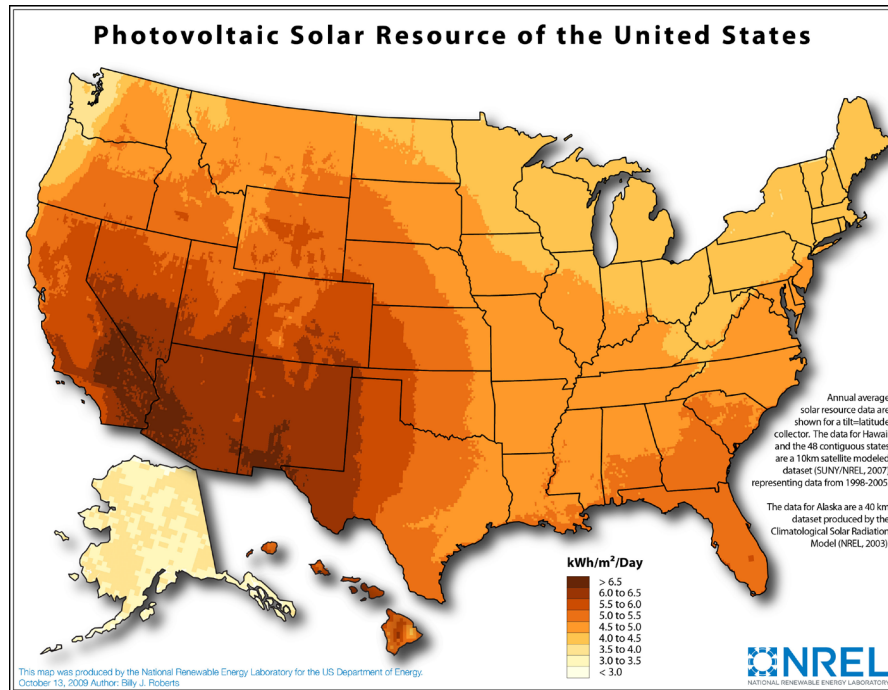 Photovoltaic Solar Resource of the United States
Annual average
solar resource data are
shown for a tilt=latitude
collector. The data for Hawaii
and the 48 contiguous states
are a 10km satellite modeled
dataset (SUNY/NREL, 2007)
representing data from 1998-2005.
The data for Alaska are a 40 km
dataset produced by the
Climatological Solar Radiation
Model (NREL, 2003).
kWh/m²/Day
> 6.5
6.0 to 6.5
5.5 to 6.0
5.0 to 5.5
4.5 to 5.0
4.0 to 4.5
3.5 to 4.0
3.0 to 3.5
< 3.0
This map was produced by the National Renewable Energy Laboratory for the US Department of Energy.
October 13, 2009 Author: Billy J. Roberts
NREL
NATIONAL RENEWABLE ENERGY LABORATORY